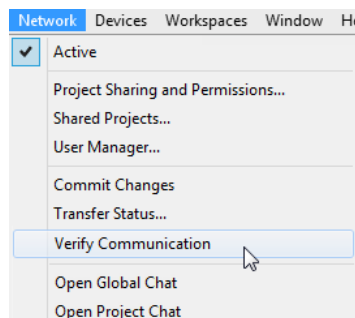 Network Devices Workspaces Window
Active
Project Sharing and Permissions...
Shared Projects...
User Manager...
Commit Changes
Transfer Status...
Verify Communication
Open Global Chat
Open Project Chat